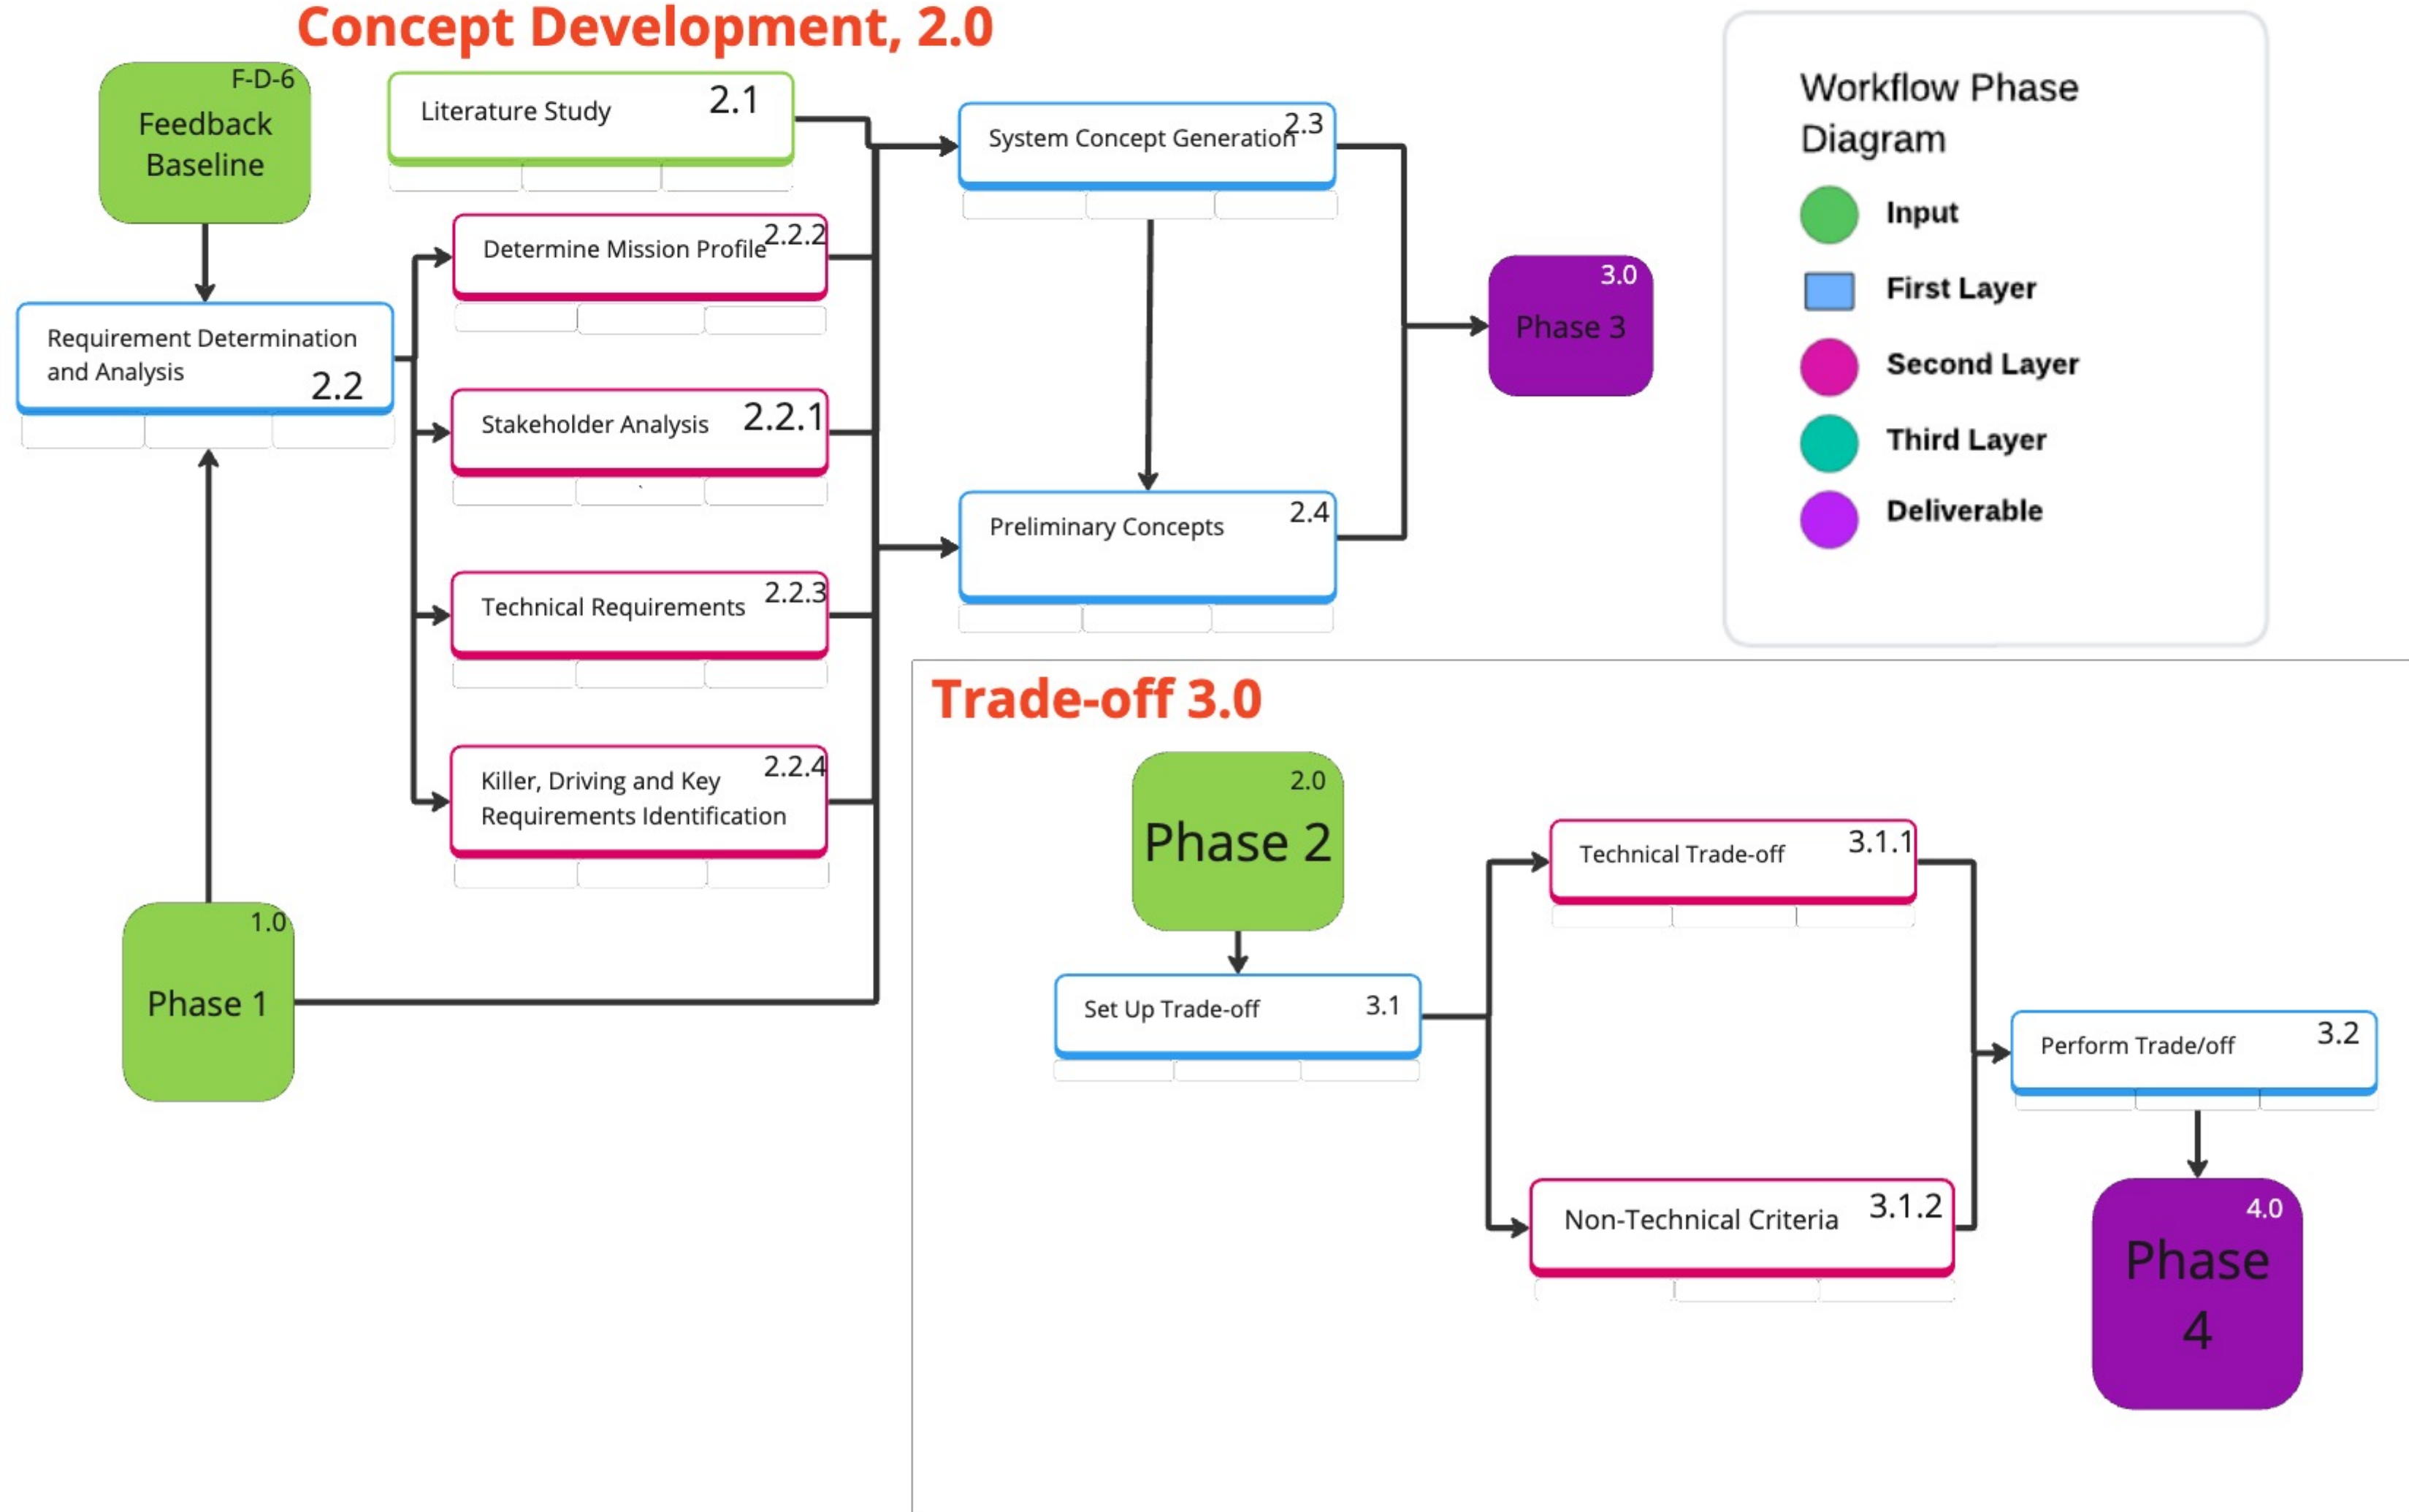 Concept Development, 2.0
F-D-6
Feedback
Baseline
Literature Study
2.1
System Concept Generation
2.3
Determine Mission Profile
2.2.2
Requirement Determination
and Analysis
2.2
Stakeholder Analysis
2.2.1
3.0
Phase 3
Preliminary Concepts
2.4
Technical Requirements
2.2.3
Killer, Driving and Key
Requirements Identification
2.2.4
1.0
Phase 1
Workflow Phase
Diagram
Input
First Layer
Second Layer
Third Layer
Deliverable
Trade-off 3.0
2.0
Phase 2
Set Up Trade-off
3.1
Technical Trade-off
3.1.1
Non-Technical Criteria
3.1.2
Perform Trade/off
3.2
4.0
Phase
4